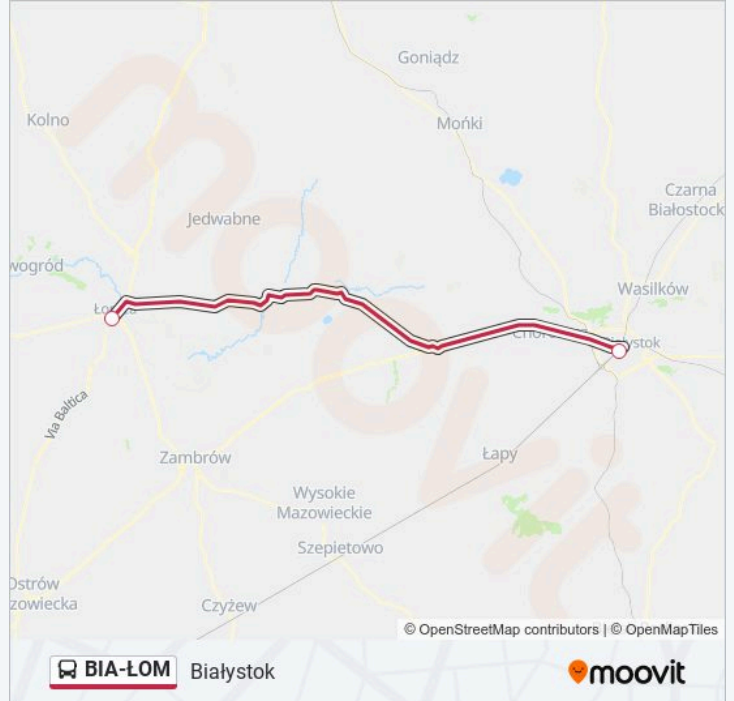 Goniądz
Kolno
Mońki
Czarna
Białostock
Jedwabne
wogród
Wasilków
Via Baltica
Zambrów
Łapy
Wysokie
Mazowieckie
Szepietowo
Ostrów
zowiecka
Czyżew
© OpenStreetMap contributors | © OpenMapTiles
BIA-ŁOM Białystok
moovit